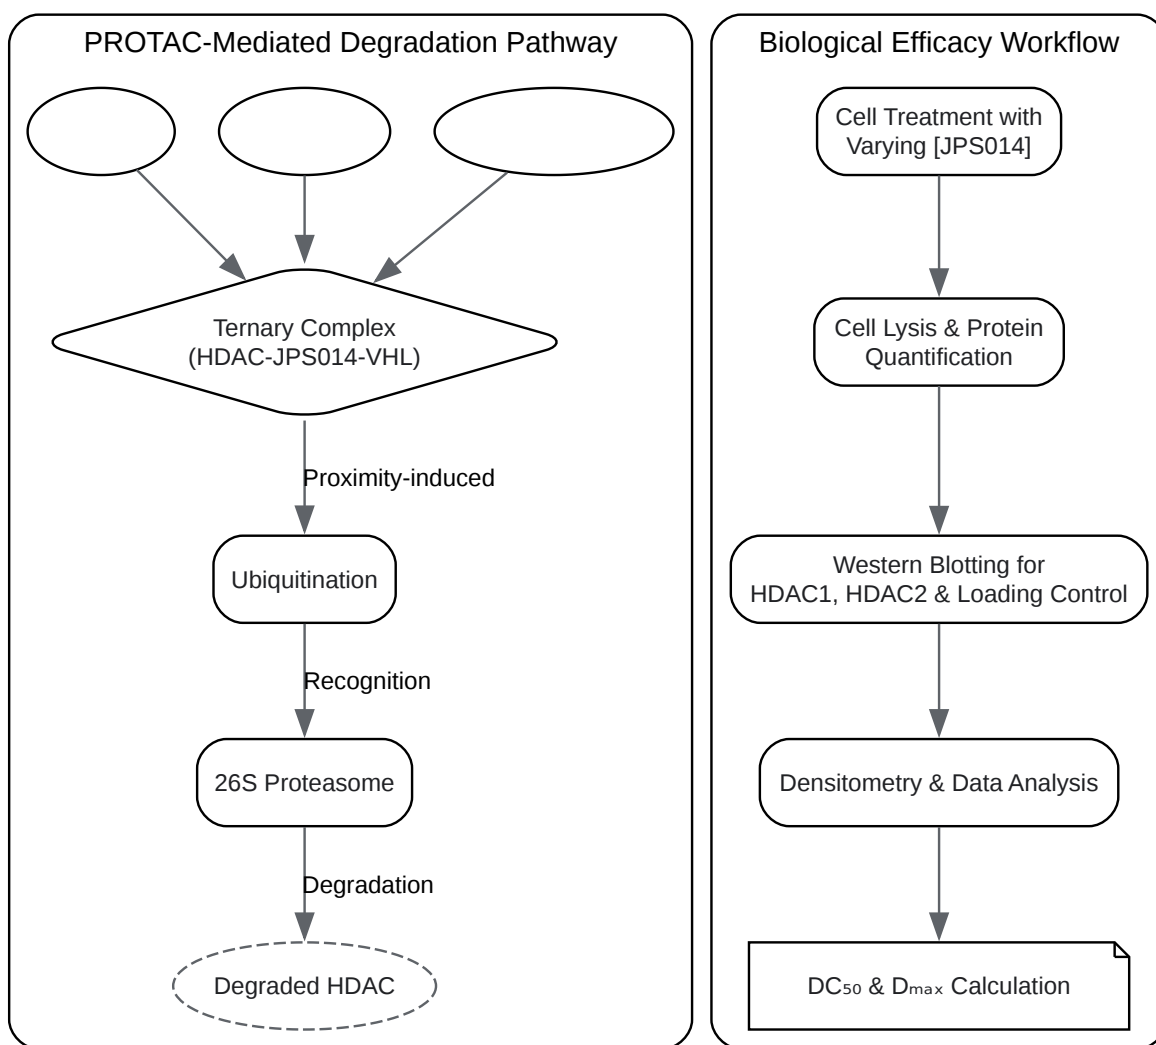 PROTAC-Mediated Degradation Pathway
Ternary Complex
(HDAC-JPS014-VHL)
Proximity-induced
Ubiquitination
Recognition
26S Proteasome
Degradation
Degraded HDAC
Biological Efficacy Workflow
Cell Treatment with
Varying [JPS014]
Cell Lysis & Protein
Quantification
Western Blotting for
HDAC1, HDAC2 & Loading Control
Densitometry & Data Analysis
DC₅₀ & Dₘₐₓ Calculation